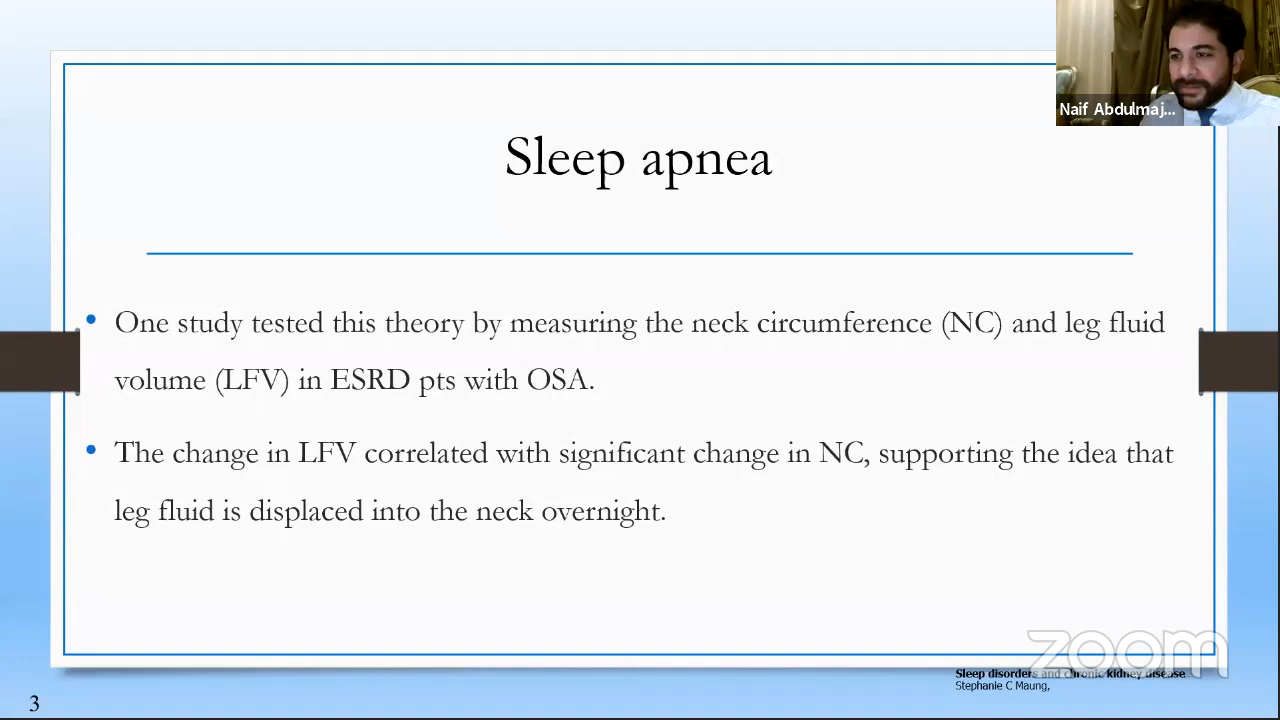 Naif Abdulmaj...
Sleep apnea
• One study tested this theory by measuring the neck circumference (NC) and leg fluid
volume (LFV) in ESRD pts with OSA.
• The change in LFV correlated with significant change in NC, supporting the idea that
leg fluid is displaced into the neck overnight.
zoom
Sleep disorders and chronic kidney disease
Stephanie C Maung,
3